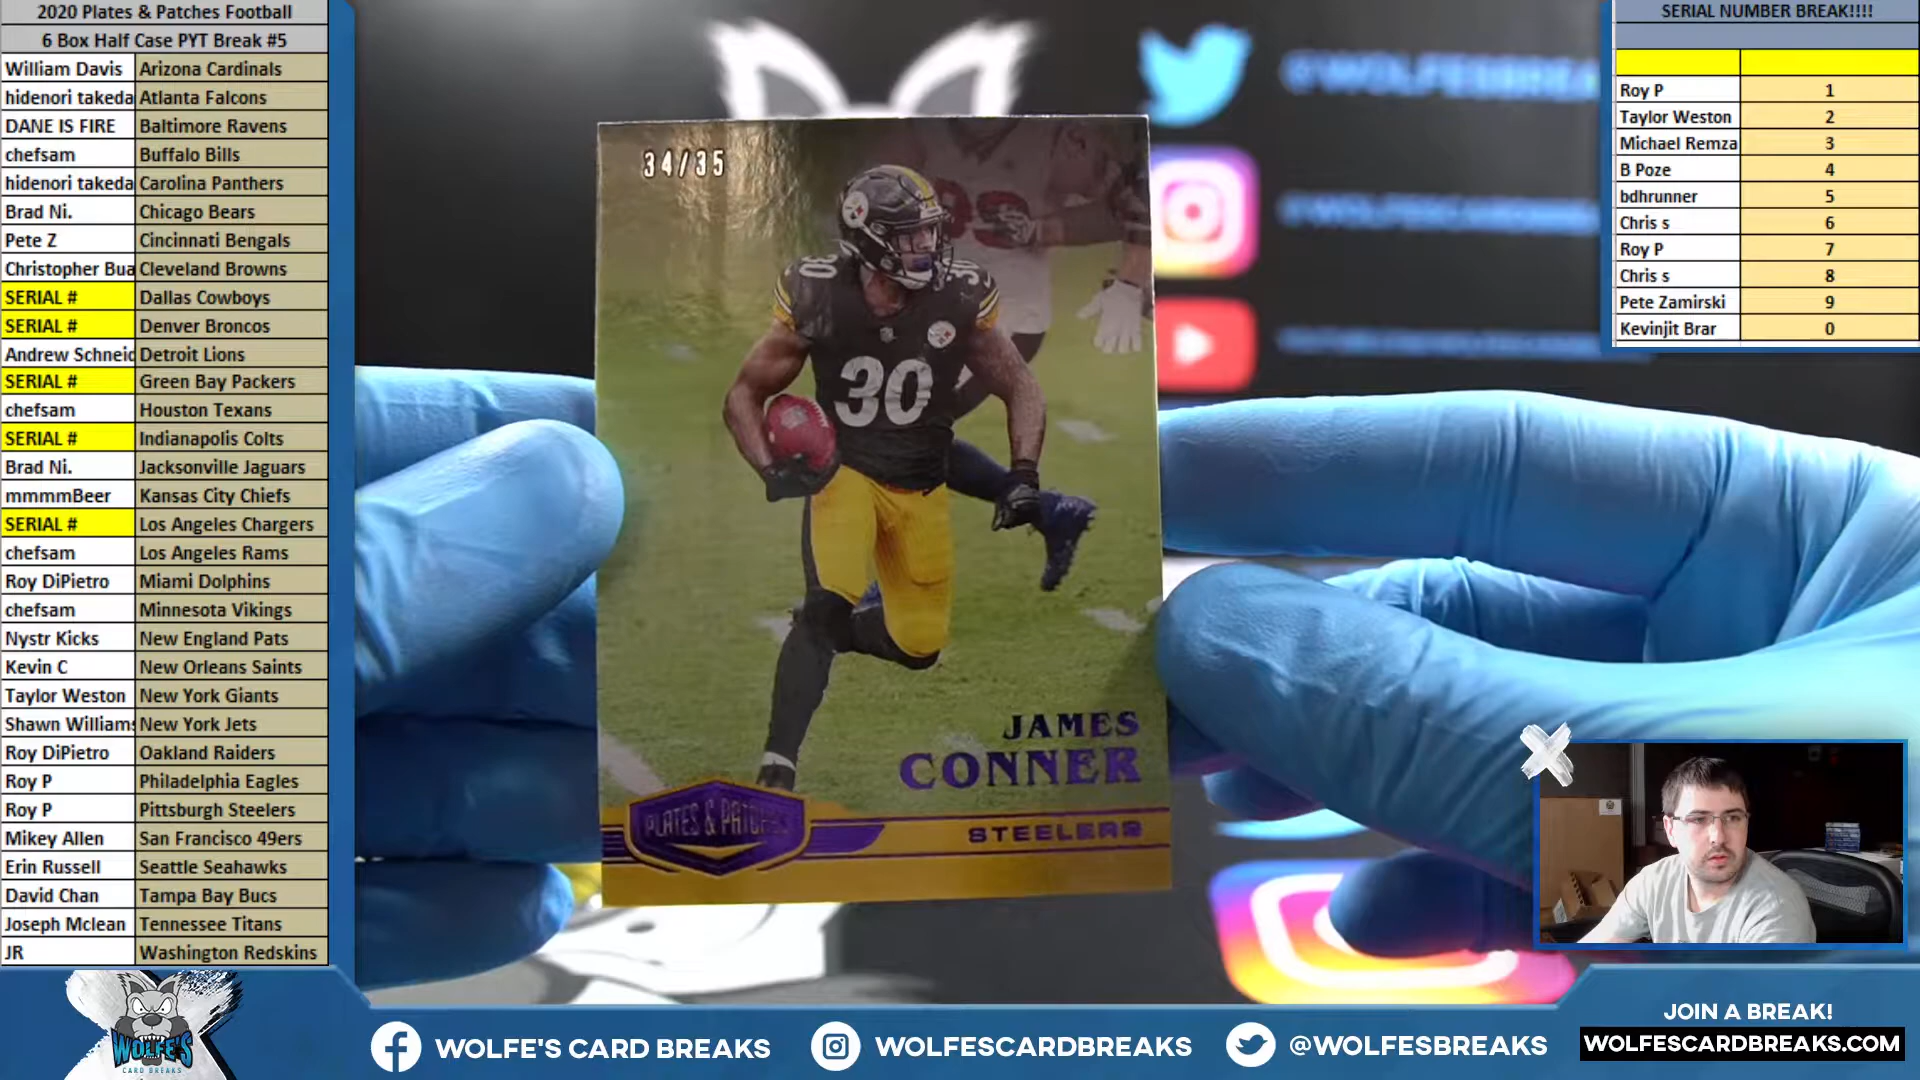 2020 Plates & Patches Football
6 Box Half Case PYT Break #5
William Davis Arizona Cardinals
hidenori takeda Atlanta Falcons
DANE IS FIRE Baltimore Ravens
chefsam Buffalo Bills
hidenori takeda Carolina Panthers
Brad Ni. Chicago Bears
Pete Z Cincinnati Bengals
Christopher Bua Cleveland Browns
SERIAL # Dallas Cowboys
SERIAL # Denver Broncos
Andrew Schneid Detroit Lions
SERIAL # Green Bay Packers
chefsam Houston Texans
SERIAL # Indianapolis Colts
Brad Ni. Jacksonville Jaguars
mmmmBeer Kansas City Chiefs
SERIAL # Los Angeles Chargers
chefsam Los Angeles Rams
Roy DiPietro Miami Dolphins
chefsam Minnesota Vikings
Nystr Kicks New England Pats
Kevin C New Orleans Saints
Taylor Weston New York Giants
Shawn Williams New York Jets
Roy DiPietro Oakland Raiders
Roy P Philadelphia Eagles
Roy P Pittsburgh Steelers
Mikey Allen San Francisco 49ers
Erin Russell Seattle Seahawks
David Chan Tampa Bay Bucs
Joseph Mclean Tennessee Titans
JR Washington Redskins
34/35
30
30
30
JAMES
CONNER
PLATES & PATCHES
STEELERS
@WOLFESBREA
SERIAL NUMBER BREAK!!!!
Roy P 1
Taylor Weston 2
Michael Remza 3
B Poze 4
bdhrunner 5
Chris s 6
Roy P 7
Chris s 8
Pete Zamirski 9
Kevinjit Brar 0
WOLFE'S
CARD BREAKS
WOLFE'S CARD BREAKS
WOLFESCARDBREAKS
@WOLFESBREAKS
JOIN A BREAK!
WOLFESCARDBREAKS.COM